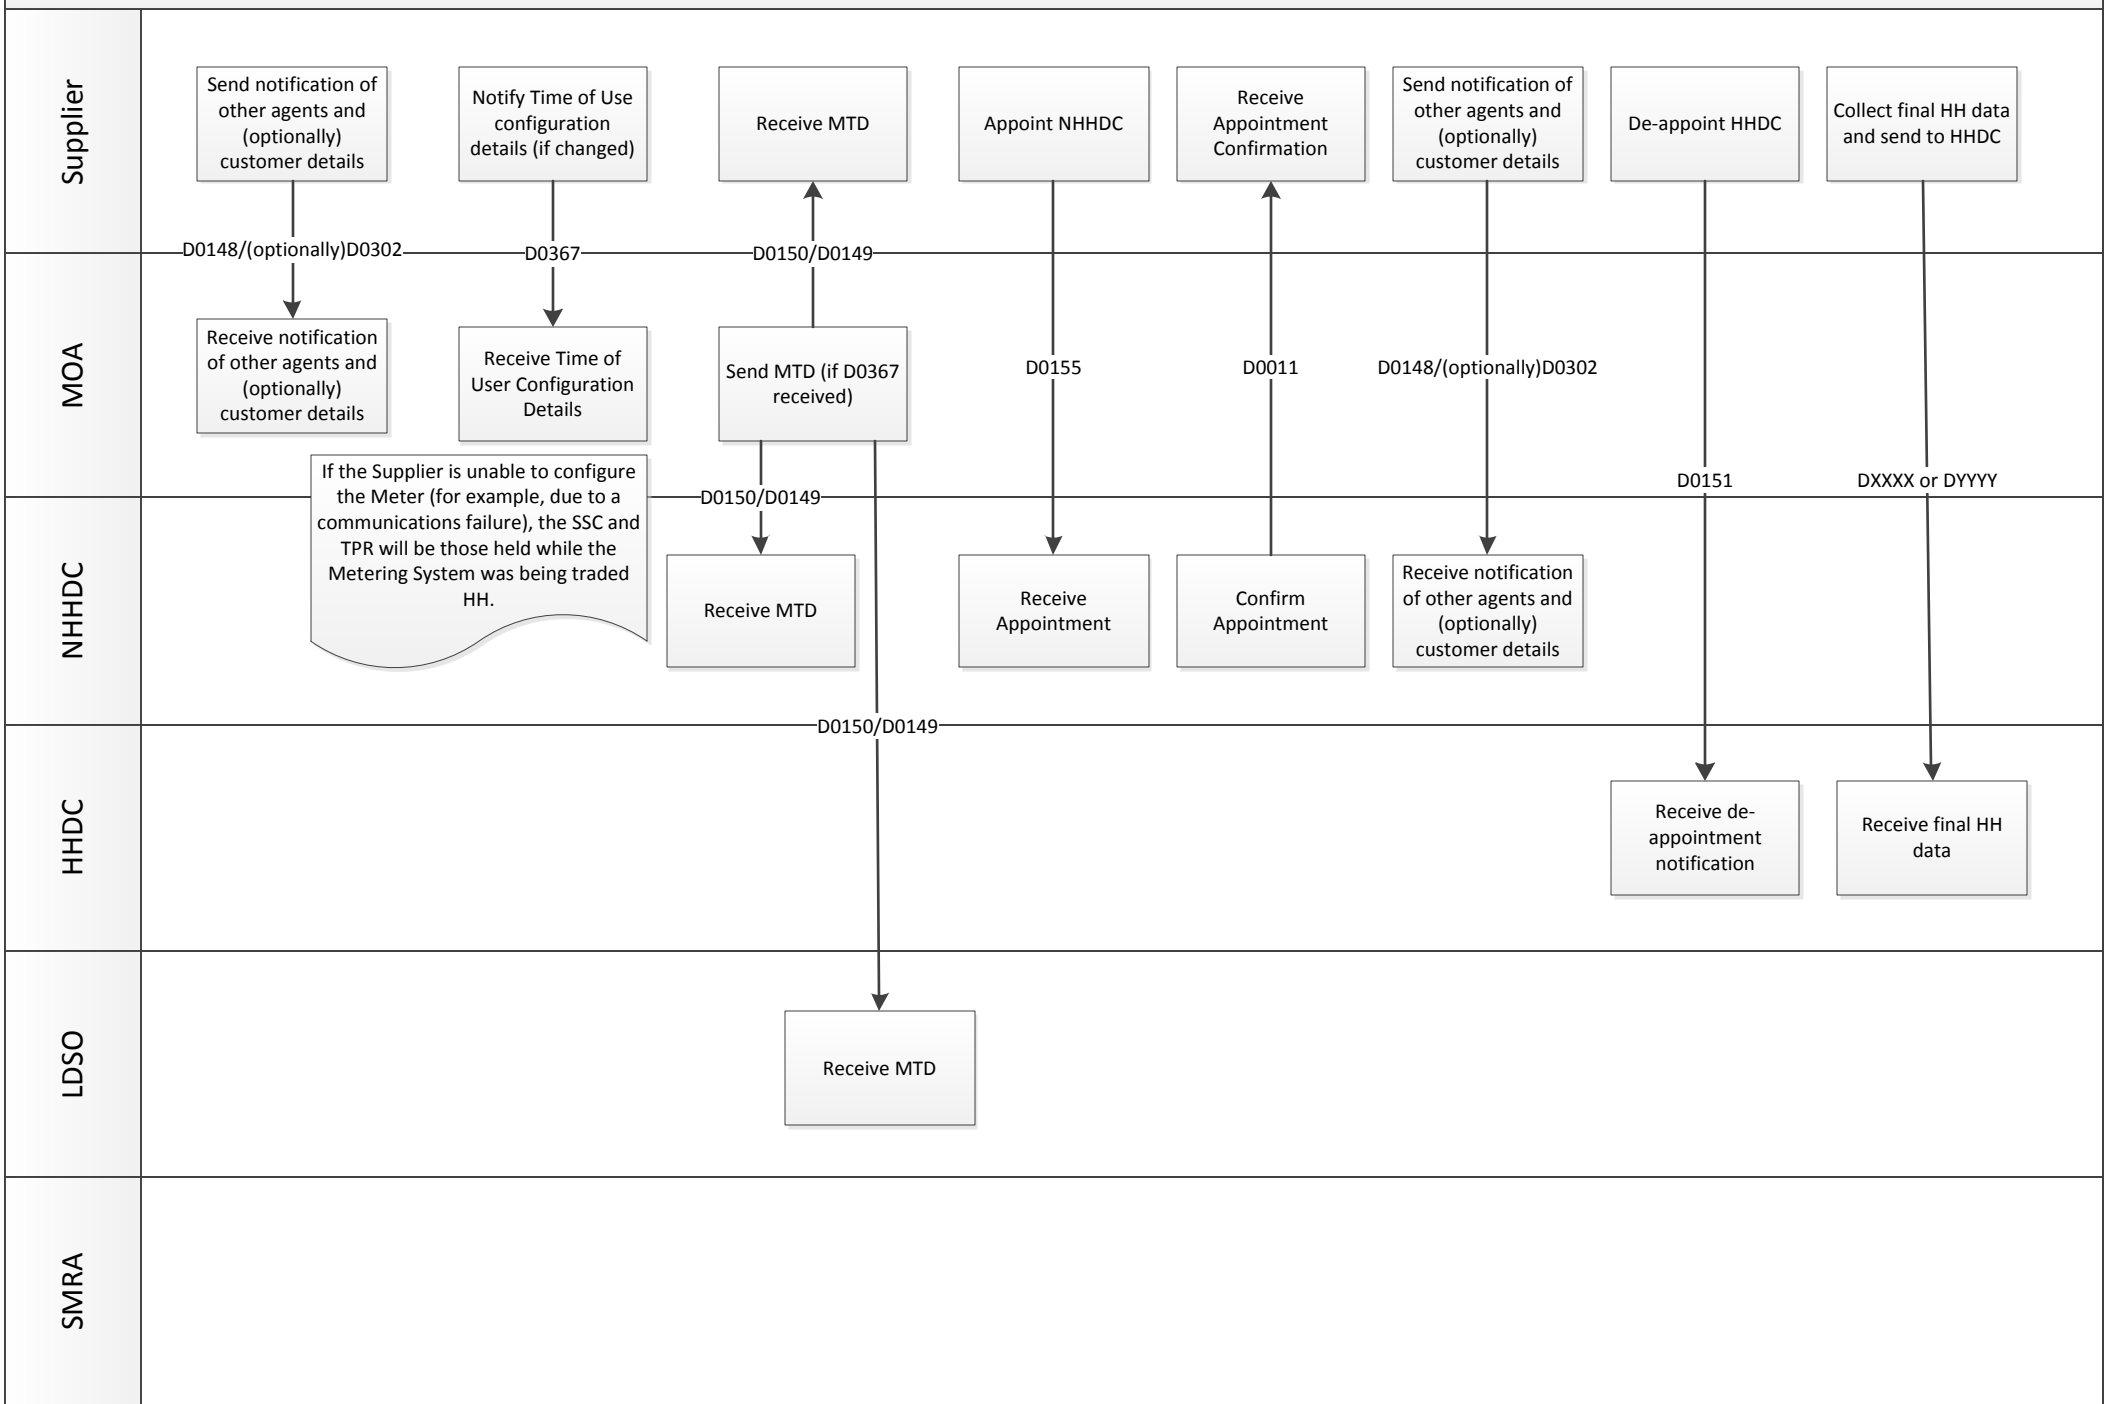 Supplier
Send notification of
other agents and
(optionally)
customer details
Notify Time of Use
configuration
details (if changed)
Receive MTD
Appoint NHHDC
Receive
Appointment
Confirmation
Send notification of
other agents and
(optionally)
customer details
De-appoint HHDC
Collect final HH data
and send to HHDC
D0148/(optionally)D0302
D0367
D0150/D0149
MOA
Receive notification
of other agents and
(optionally)
customer details
Receive Time of
User Configuration
Details
Send MTD (if D0367
received)
D0155
D0011
D0148/(optionally)D0302
D0151
DXXXX or DYYYY
If the Supplier is unable to configure
the Meter (for example, due to a
communications failure), the SSC and
TPR will be those held while the
Metering System was being traded
HH.
D0150/D0149
NHHDC
Receive MTD
Receive
Appointment
Confirm
Appointment
Receive notification
of other agents and
(optionally)
customer details
D0150/D0149
HHDC
Receive de-
appointment
notification
Receive final HH
data
LDSO
Receive MTD
SMRA